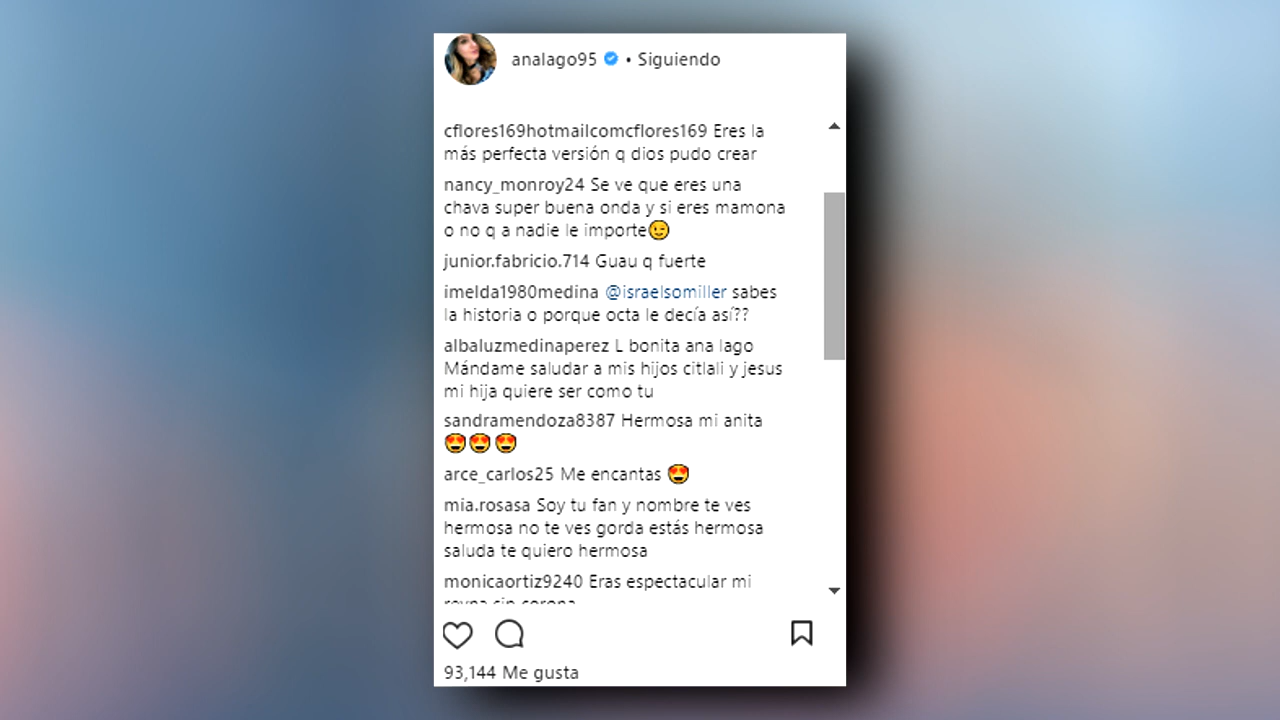 analago95 • Siguiendo
cflores169hotmailcomcflores169 Eres la
más perfecta versión q dios pudo crear
nancy_monroy24 Se ve que eres una
chava super buena onda y si eres mamona
o no q a nadie le importe😉
junior.fabricio.714 Guau q fuerte
imelda1980medina @israelsomiller sabes
la historia o porque octa le decía así??
albaluzmedinaperez L bonita ana lago
Mándame saludar a mis hijos citlali y jesus
mi hija quiere ser como tu
sandramendoza8387 Hermosa mi anita
😍😍😍
arce_carlos25 Me encantas 😍
mia.rosasa Soy tu fan y nombre te ves
hermosa no te ves gorda estás hermosa
saluda te quiero hermosa
monicaortiz9240 Eras espectacular mi
reyna sin corona
93,144 Me gusta